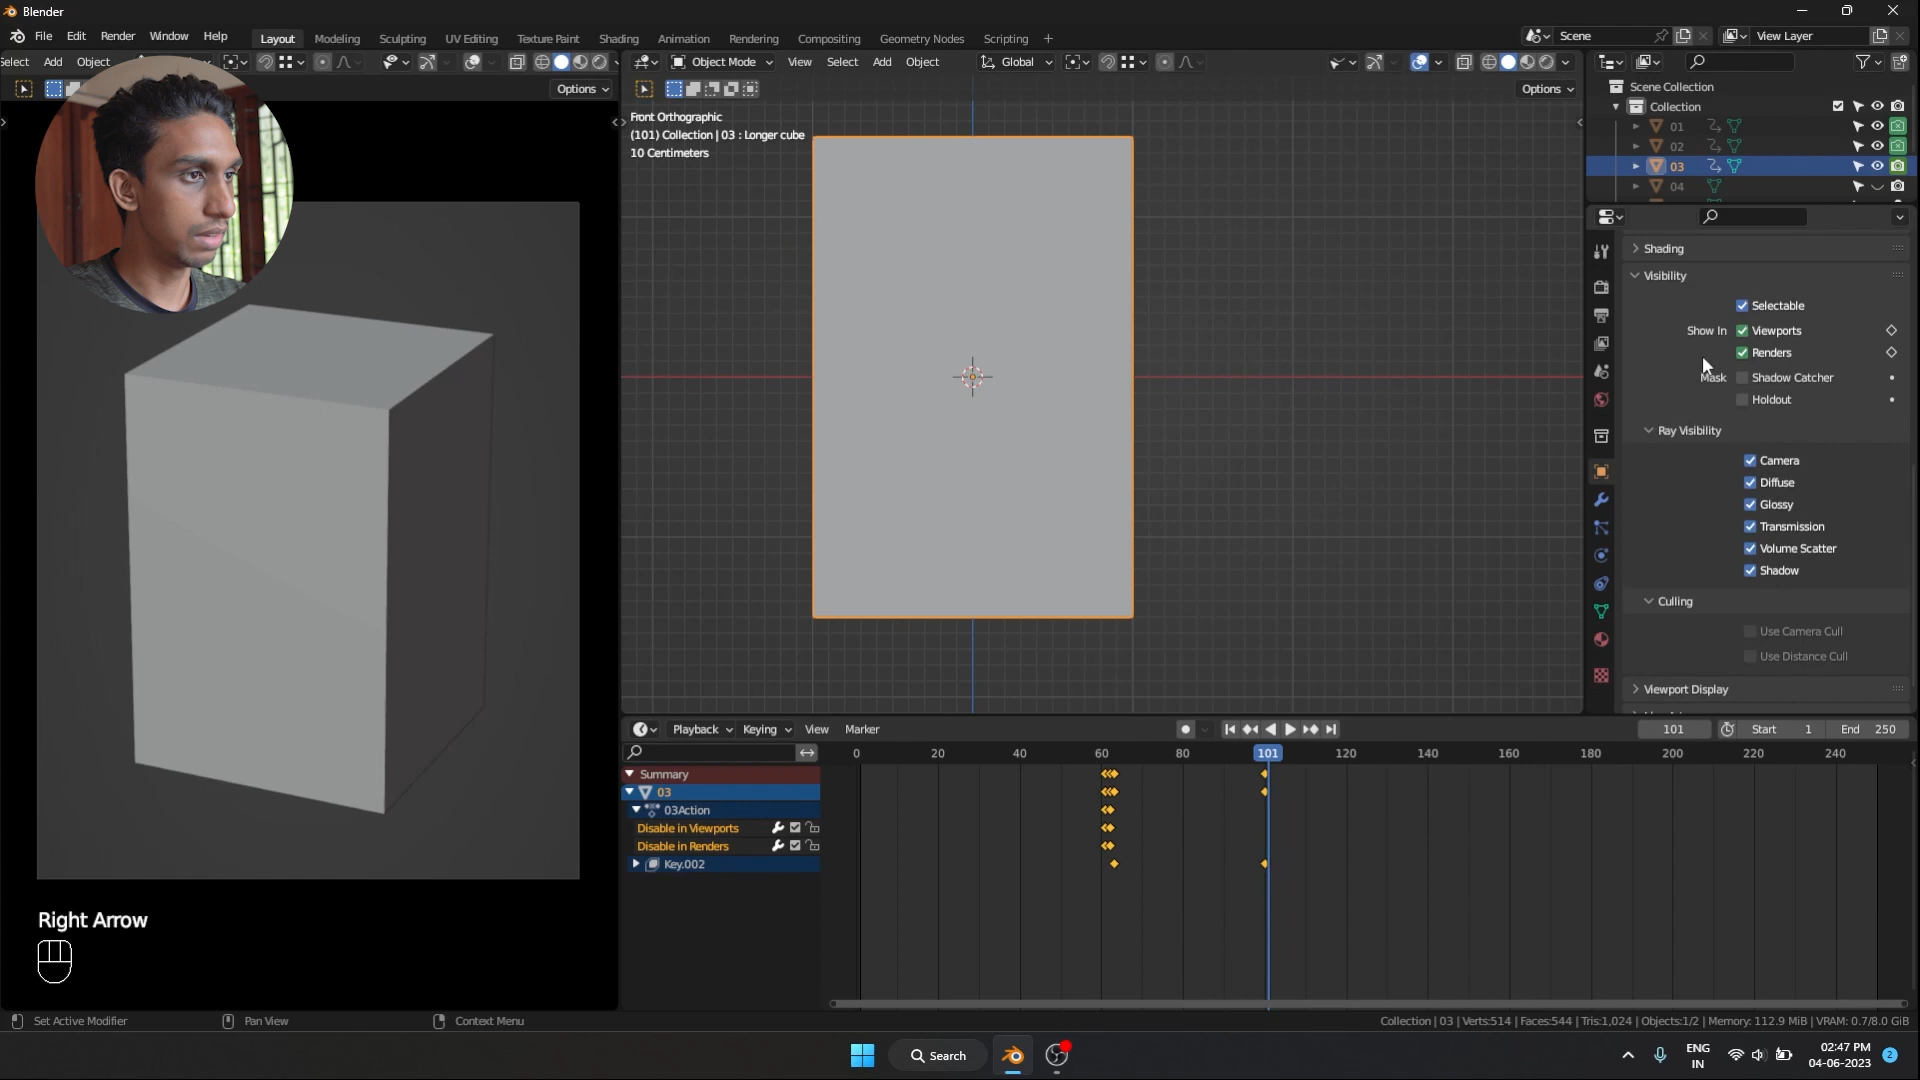 Blender
File Edit Render Window Help Layout Modeling Sculpting UV Editing Texture Paint Shading Animation Rendering Compositing Geometry Nodes Scripting + Scene View Layer
Select Add Object Object Mode View Select Add Object Global
Options Options
Front Orthographic
(101) Collection | 03 : Longer cube
10 Centimeters
Scene Collection
Collection
01
02
03
04
Shading
Visibility
Selectable
Show In Viewports
Renders
Mask Shadow Catcher
Holdout
Ray Visibility
Camera
Diffuse
Glossy
Transmission
Volume Scatter
Shadow
Culling
Use Camera Cull
Use Distance Cull
Viewport Display
Playback Keying View Marker 101 Start 1 End 250
0 20 40 60 80 101 120 140 160 180 200 220 240
Summary
03
03Action
Disable in Viewports
Disable in Renders
Key.002
Right Arrow
Set Active Modifier Pan View Context Menu Collection | 03 | Verts:514 | Faces:544 | Tris:1,024 | Objects:1/2 | Memory: 112.9 MiB | VRAM: 0.7/8.0 GiB
Search
ENG
IN
02:47 PM
04-06-2023
2